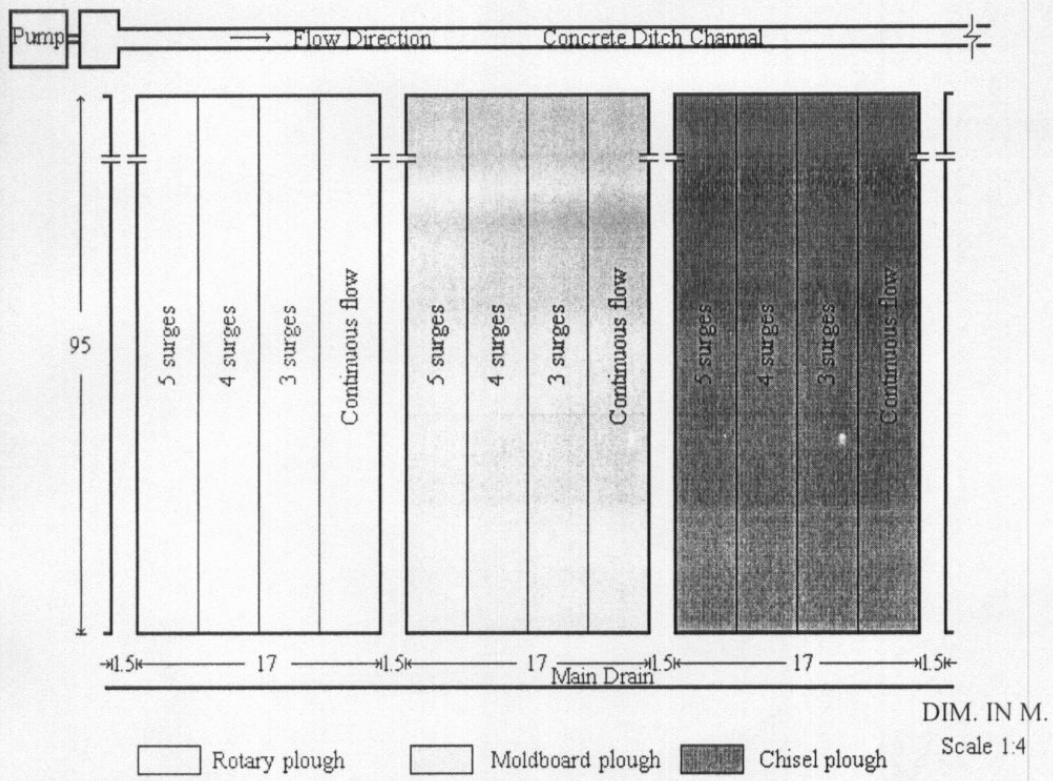 Pump
Flow Direction Concrete Ditch Channal
95
5 surges
4 surges
3 surges
Continuous flow
5 surges
4 surges
3 surges
Continuous flow
5 surges
4 surges
3 surges
Continuous flow
1.5 17 1.5 17 1.5 17 1.5
Main Drain
DIM. IN M.
Scale 1:4
Rotary plough Moldboard plough Chisel plough